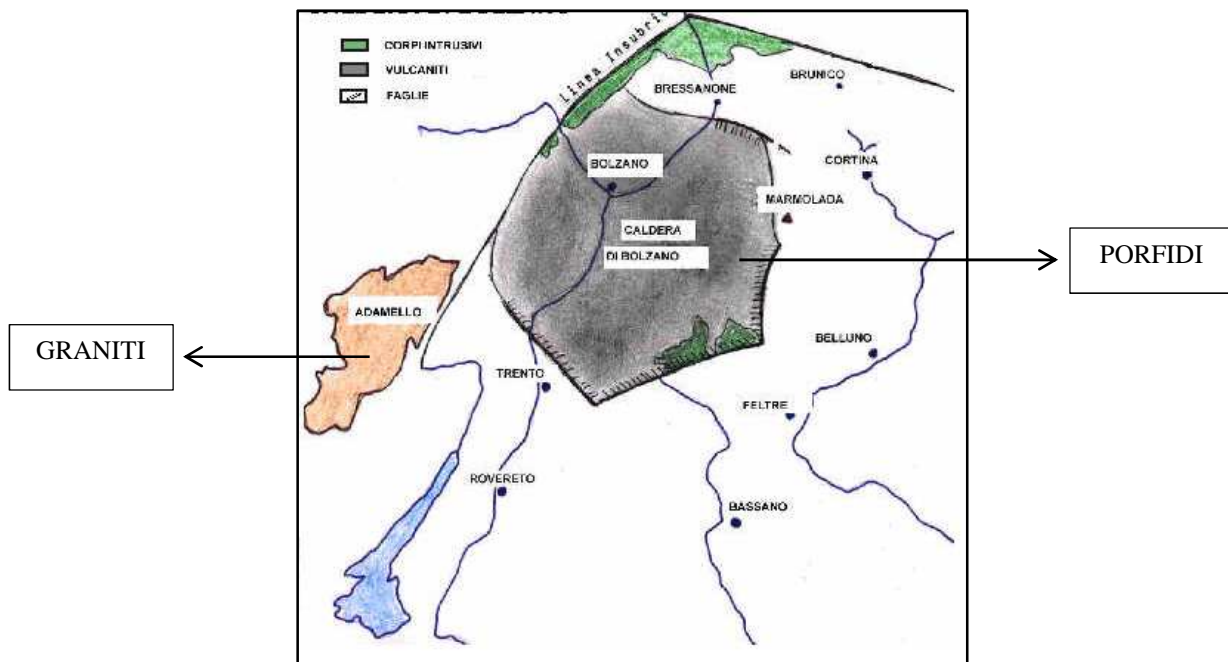 CORPI INTRUSIVI
VULCANITI
FAGLIE
Linea Insubric
BRESSANONE
BRUNICO
BOLZANO
CORTINA
MARMOLADA
CALDERA
DI BOLZANO
PORFIDI
ADAMELLO
GRANITI
BELLUNO
TRENTO
FELTRE
ROVERETO
BASSANO